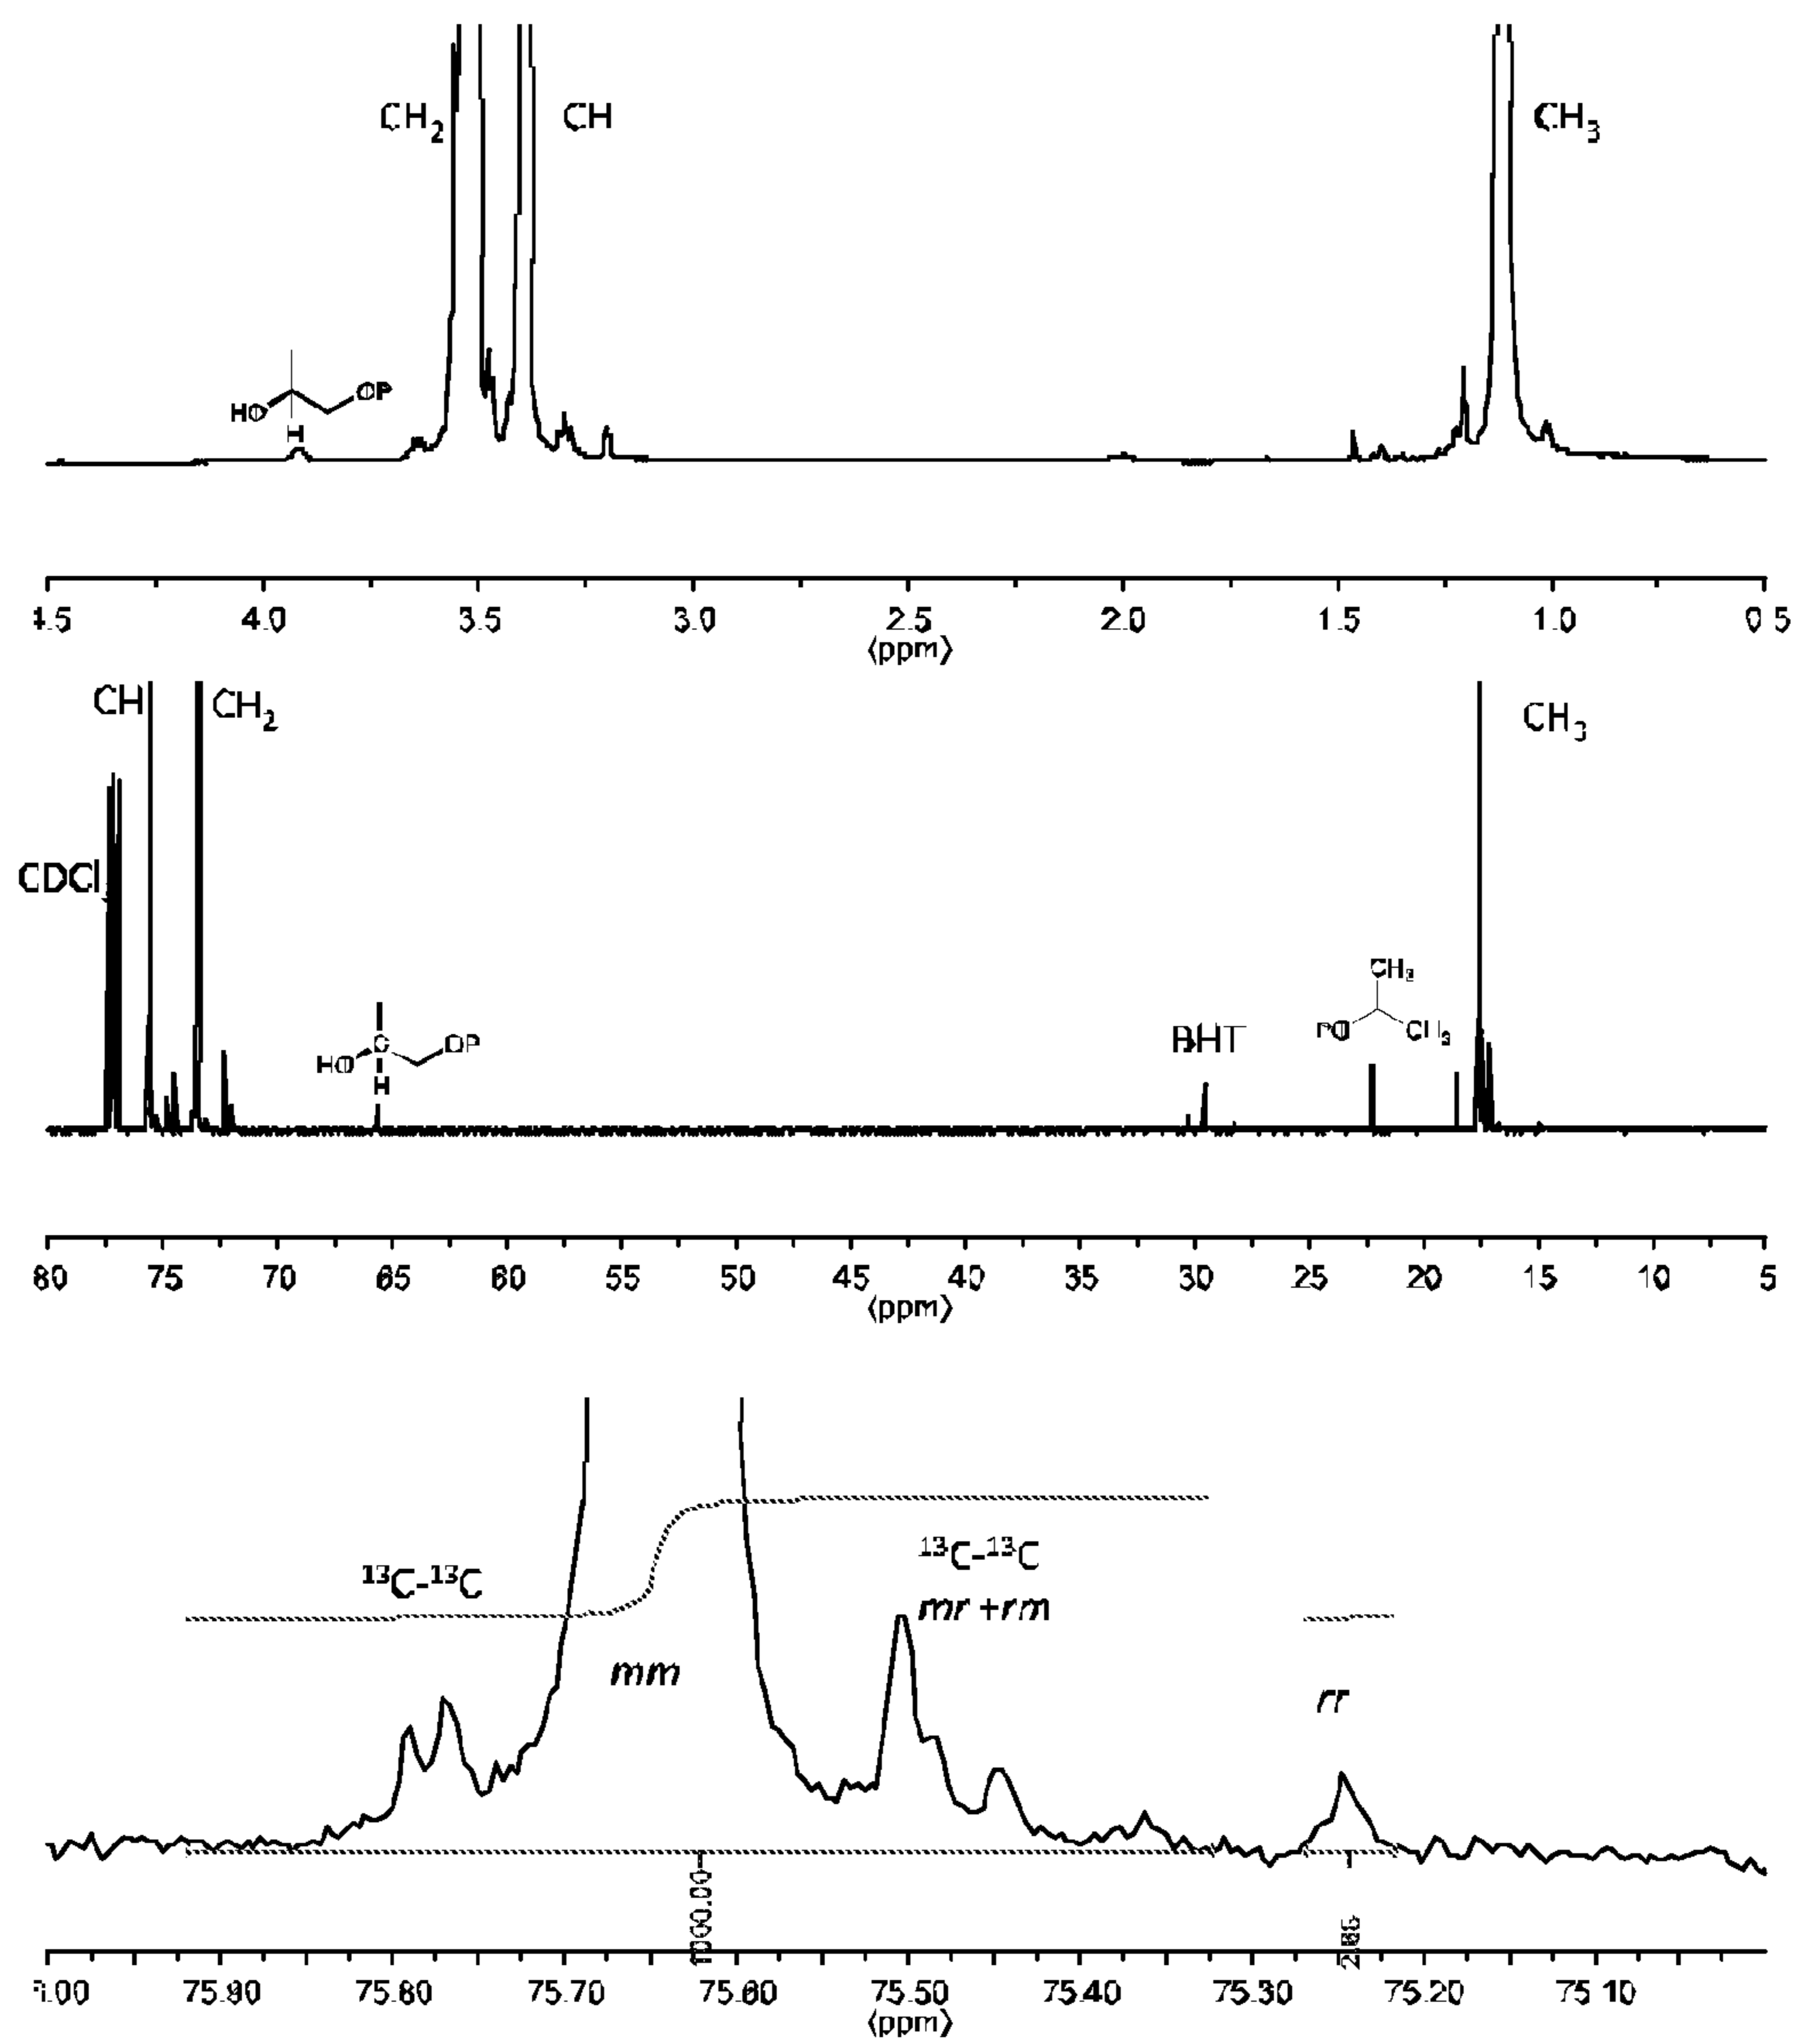 CH₂ CH CH₃
HO OP
H
4.0 3.5 3.0 2.5 2.0 1.5 1.0 0.5
(ppm)
CH CH₂ CH₃
CDCl
CH₃
HO C OP
H
BHT
PO CH₃
80 75 70 65 60 55 50 45 40 35 30 25 20 15 10 5
(ppm)
¹³C-¹³C
¹³C-¹³C
mr + rm
mm
rr
1000.00
75.90 75.80 75.70 75.60 75.50 75.40 75.30 75.20 75.10
(ppm)